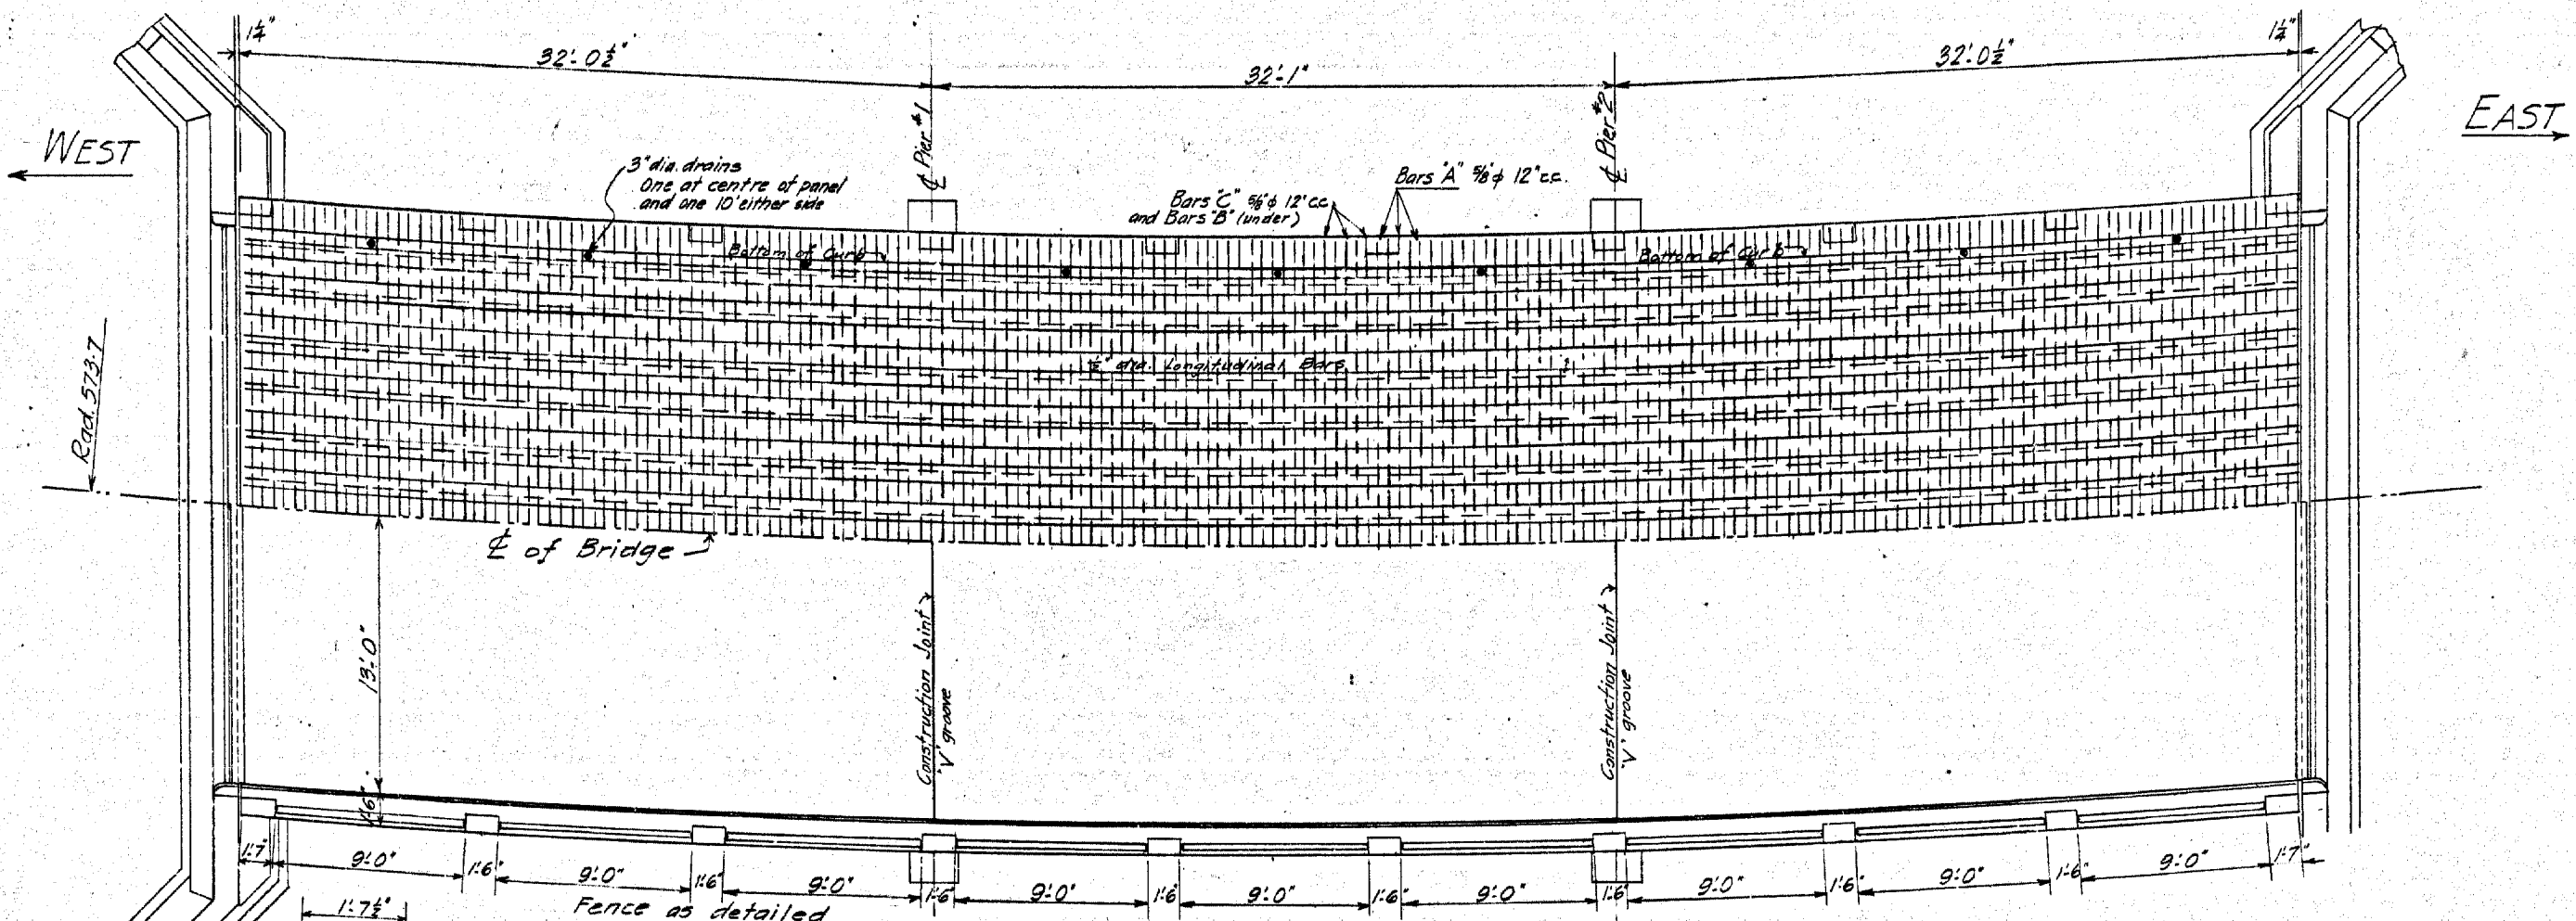 1¼"
32'-0½"
32'-1"
32'-0½"
1¼"
WEST
EAST
℄ Pier #1
℄ Pier #2
3" dia. drains
One at centre of panel
and one 10' either side
Bars "C" ⅝"ϕ 12" c.c.
and Bars "B" (under)
Bars "A" ⅝"ϕ 12" c.c.
Bottom of Curb
Bottom of Curb
½" dia. Longitudinal Bars
Rad. 573.7
℄ of Bridge
13'-0"
1'-6"
Construction Joint
"V" groove
Construction Joint
"V" groove
1'-7"
9'-0"
1'-6"
9'-0"
1'-6"
9'-0"
1'-6"
9'-0"
1'-6"
9'-0"
1'-6"
9'-0"
1'-6"
9'-0"
1'-6"
9'-0"
1'-6"
9'-0"
1'-7"
1'-7½"
Fence as detailed